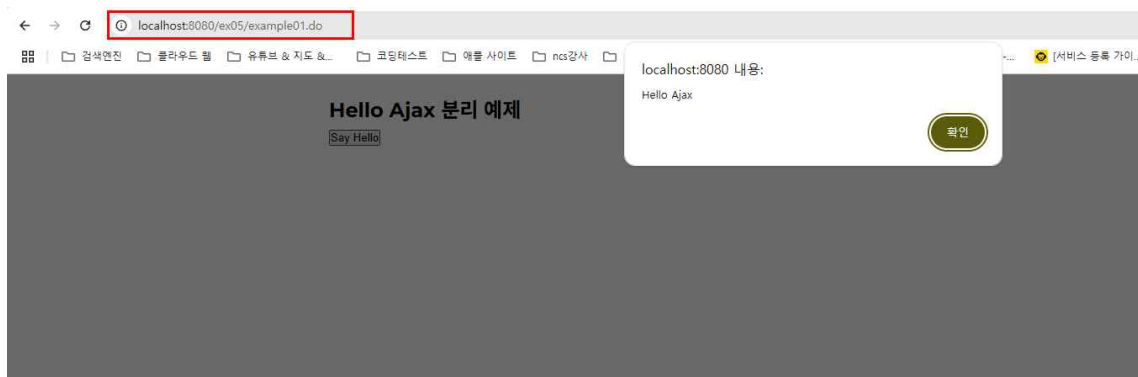 localhost:8080/ex05/example01.do
검색엔진 클라우드 웹 유튜브 & 지도 &... 코딩테스트 애플 사이트 ncs강사 [서비스 등록 가이...
localhost:8080 내용:
Hello Ajax
확인
Hello Ajax 분리 예제
Say Hello